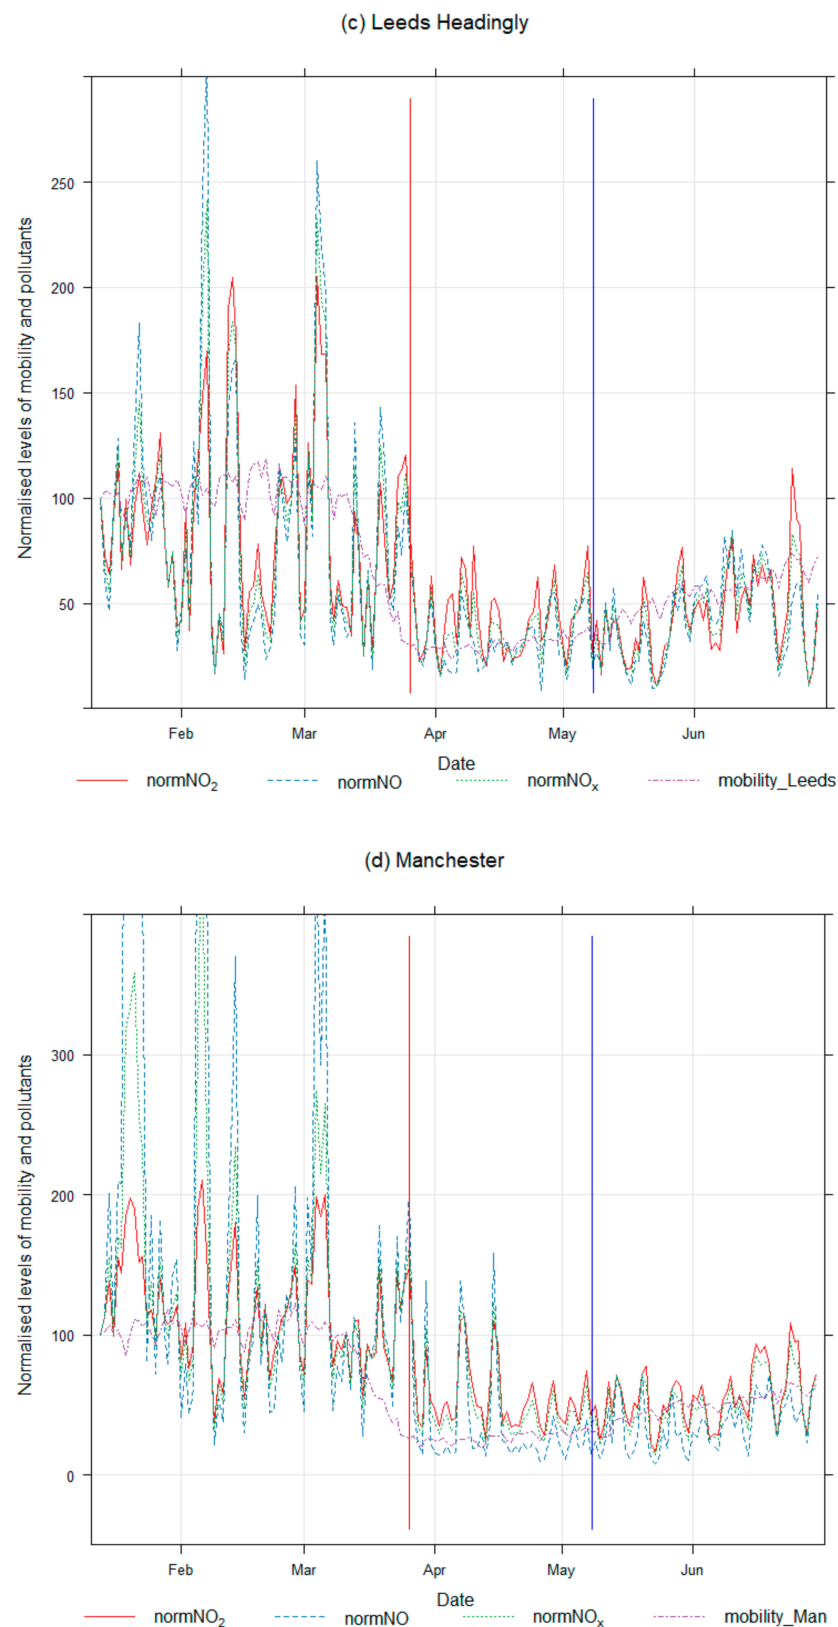 (c) Leeds Headingly
Normalised levels of mobility and pollutants
250
200
150
100
50
Feb Mar Apr May Jun
Date
normNO₂ normNO normNOₓ mobility_Leeds
(d) Manchester
Normalised levels of mobility and pollutants
300
200
100
0
Feb Mar Apr May Jun
Date
normNO₂ normNO normNOₓ mobility_Man